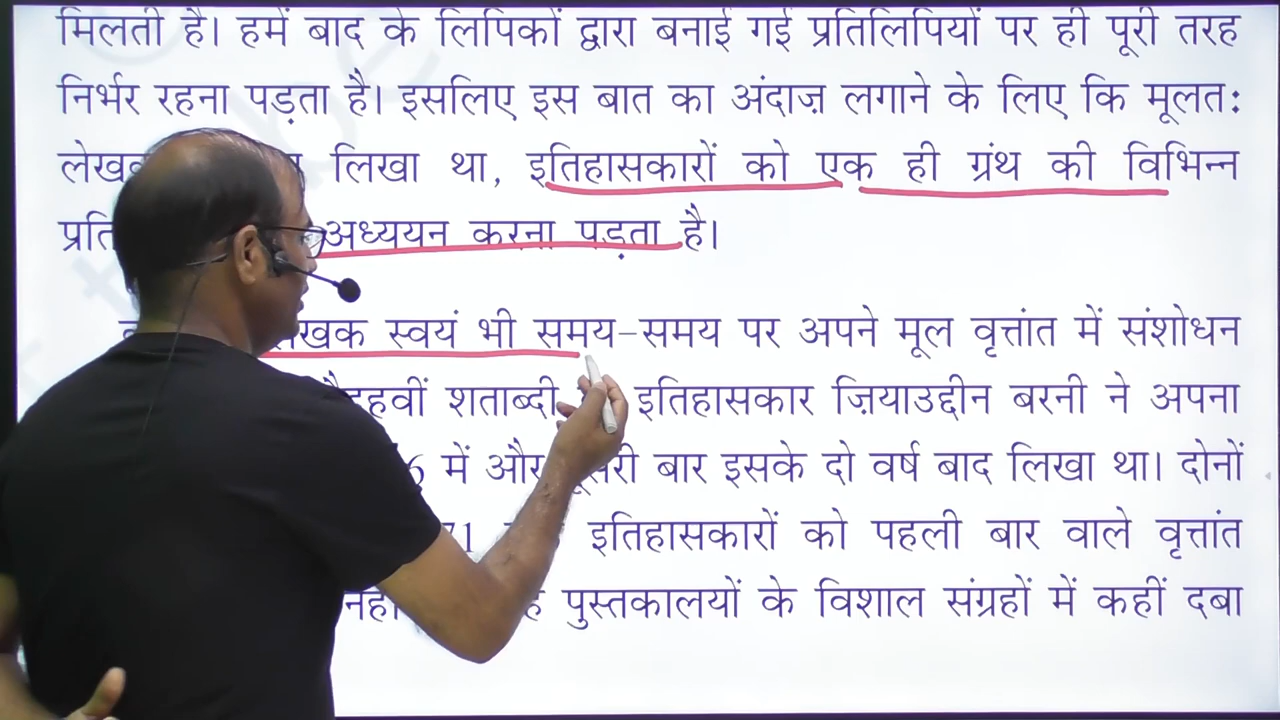 मिलती है। हमें बाद के लिपिकों द्वारा बनाई गई प्रतिलिपियों पर ही पूरी तरह
निर्भर रहना पड़ता है। इसलिए इस बात का अंदाज़ लगाने के लिए कि मूलत:
लिखा था, इतिहासकारों को एक ही ग्रंथ की विभिन्न
अध्ययन करना पड़ता है।
स्वयं भी समय-समय पर अपने मूल वृत्तांत में संशोधन
शताब्दी इतिहासकार ज़ियाउद्दीन बरनी ने अपना
में और बार इसके दो वर्ष बाद लिखा था। दोनों
इतिहासकारों को पहली बार वाले वृत्तांत
पुस्तकालयों के विशाल संग्रहों में कहीं दबा